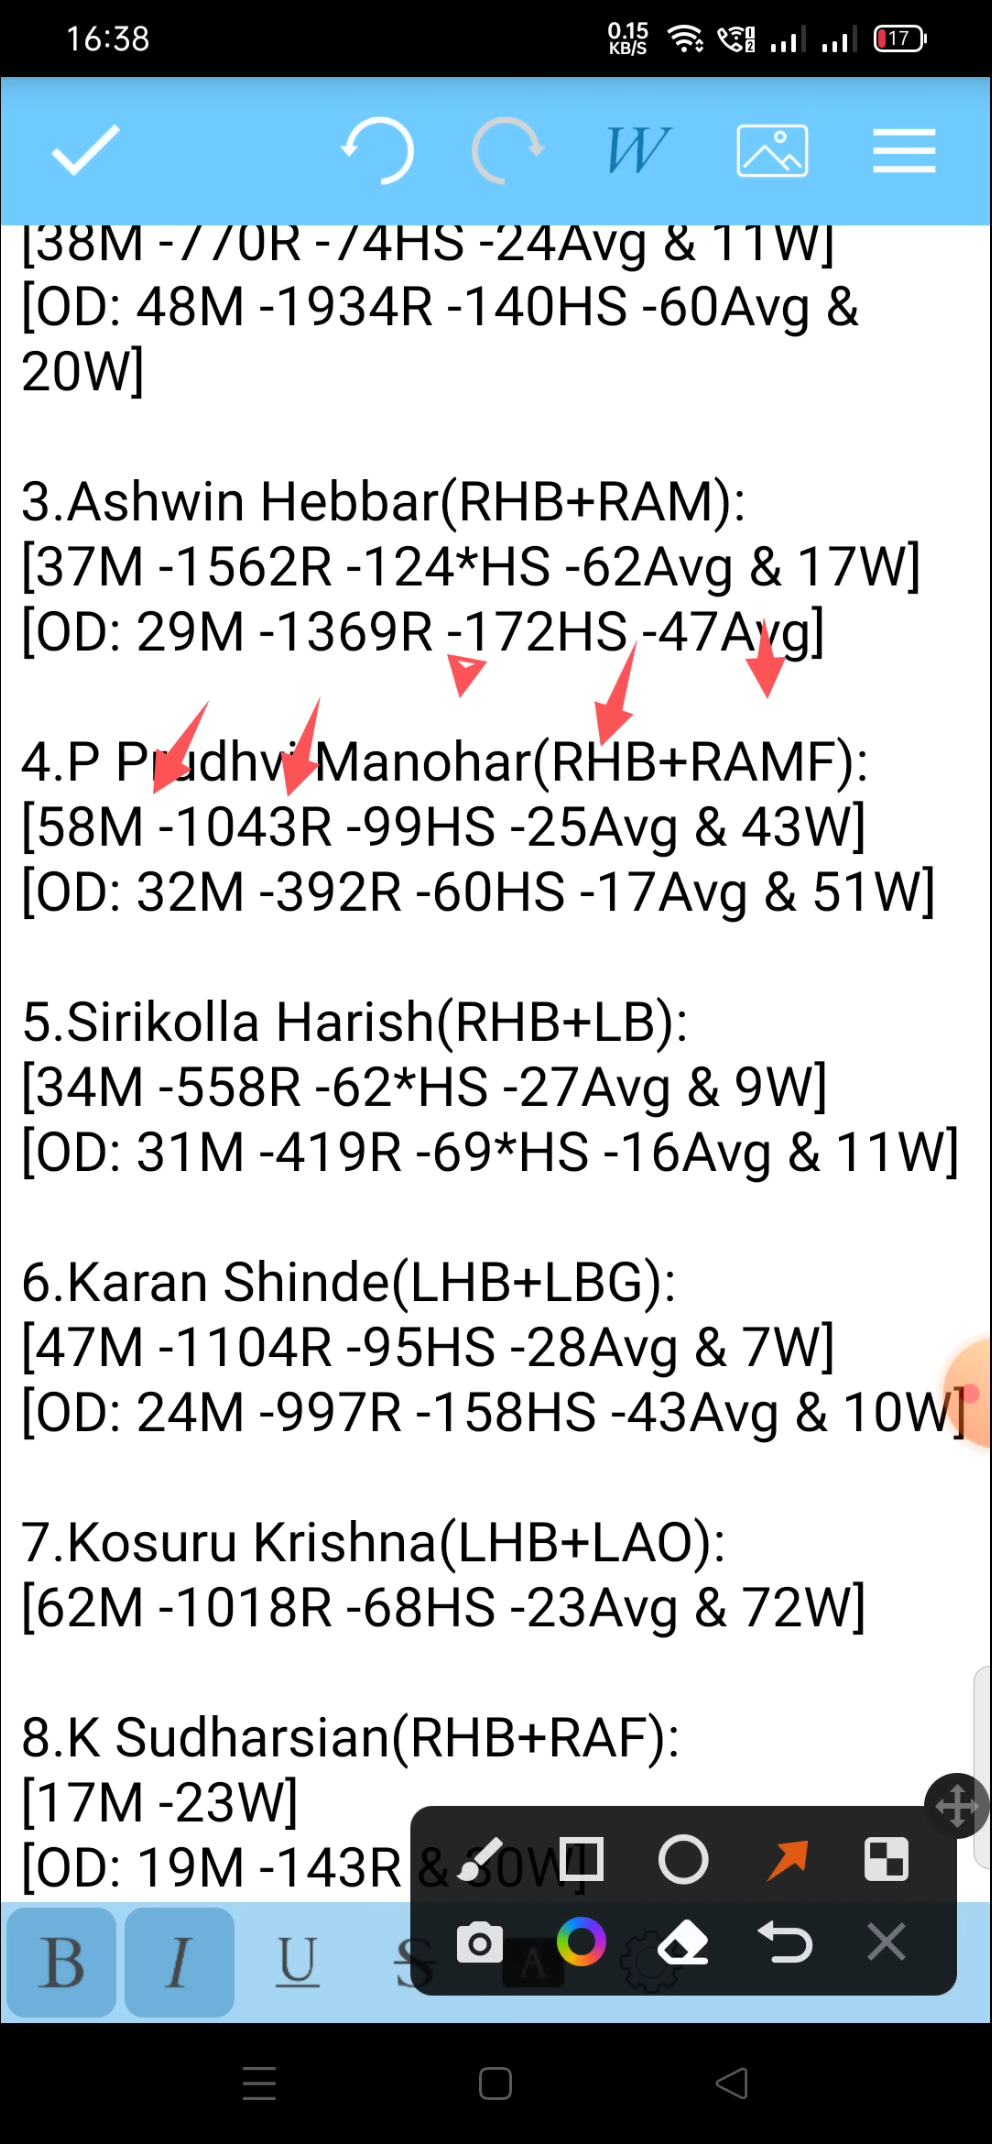 16:38
0.15
KB/S
17
W
[38M -770R -74HS -24Avg & 11W]
[OD: 48M -1934R -140HS -60Avg &
20W]
3.Ashwin Hebbar(RHB+RAM):
[37M -1562R -124*HS -62Avg & 17W]
[OD: 29M -1369R -172HS -47Avg]
4.P Prudhvi Manohar(RHB+RAMF):
[58M -1043R -99HS -25Avg & 43W]
[OD: 32M -392R -60HS -17Avg & 51W]
5.Sirikolla Harish(RHB+LB):
[34M -558R -62*HS -27Avg & 9W]
[OD: 31M -419R -69*HS -16Avg & 11W]
6.Karan Shinde(LHB+LBG):
[47M -1104R -95HS -28Avg & 7W]
[OD: 24M -997R -158HS -43Avg & 10W]
7.Kosuru Krishna(LHB+LAO):
[62M -1018R -68HS -23Avg & 72W]
8.K Sudharsian(RHB+RAF):
[17M -23W]
[OD: 19M -143R & 30W]
B I U S A